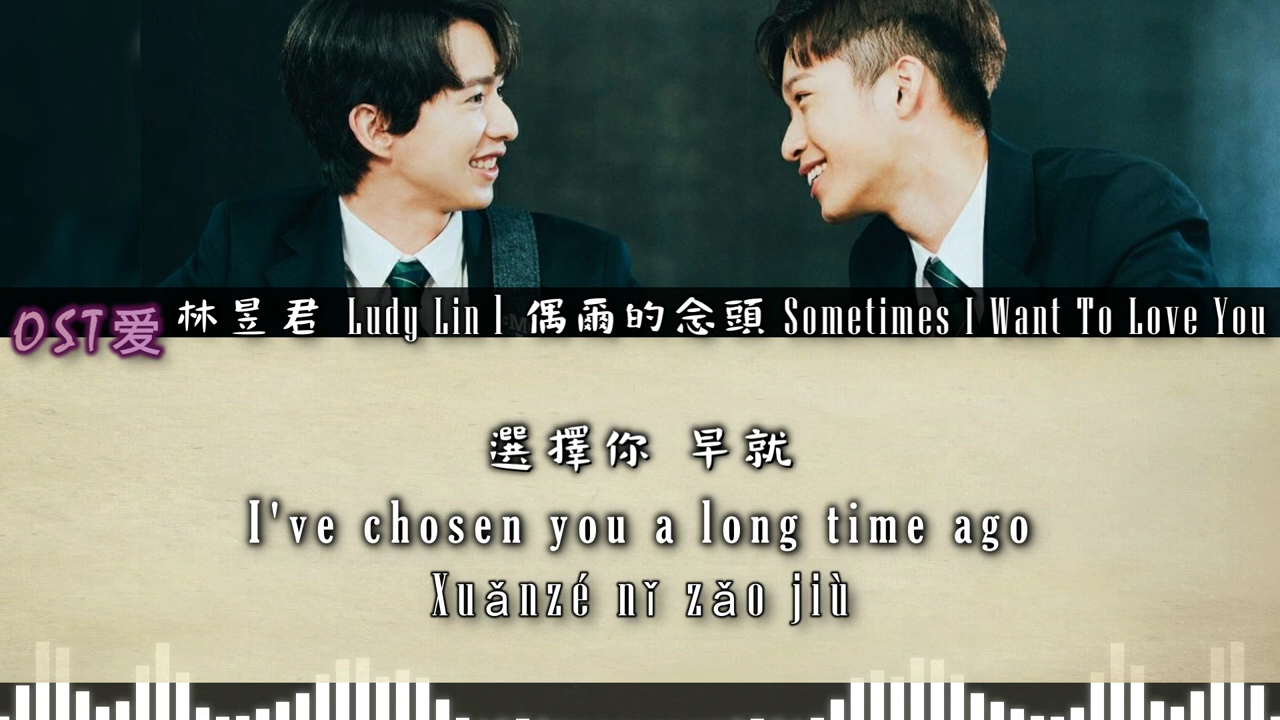 OST爱 林昱君 Ludy Lin l 偶爾的念頭 Sometimes I Want To Love You
選擇你 早就
I've chosen you a long time ago
Xuǎnzé nǐ zǎo jiù